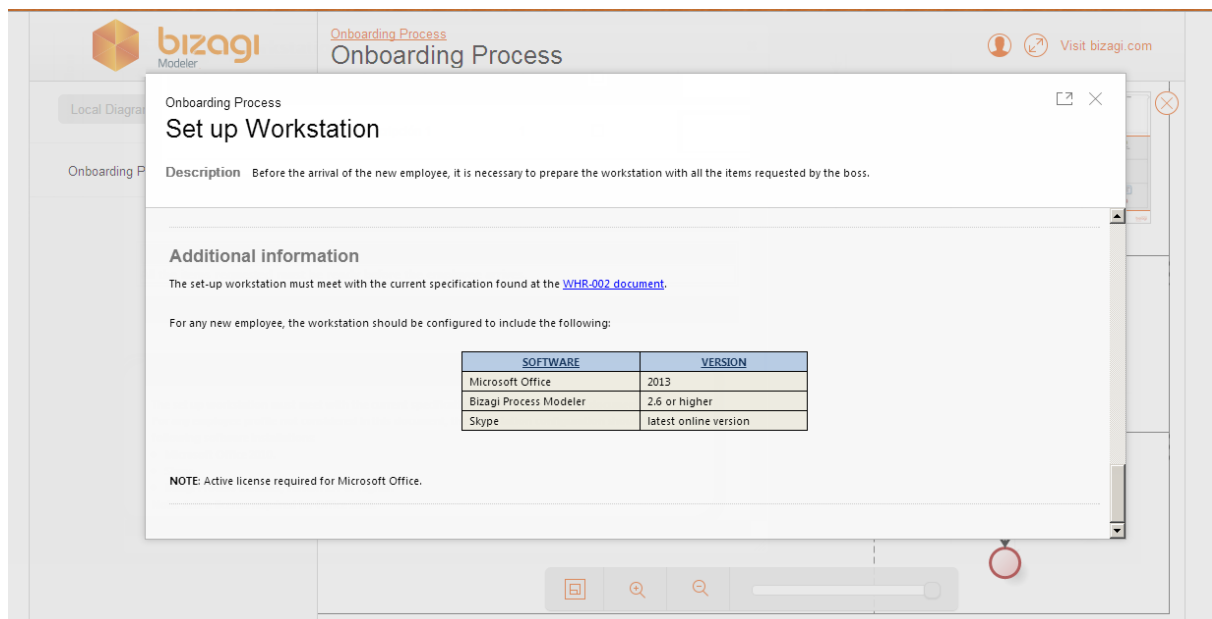 bizagi
Modeler
Onboarding Process
Onboarding Process
Visit bizagi.com
Local Diagra
Onboarding P
Onboarding Process
Set up Workstation
Description Before the arrival of the new employee, it is necessary to prepare the workstation with all the items requested by the boss.
Additional information
The set-up workstation must meet with the current specification found at the WHR-002 document.
For any new employee, the workstation should be configured to include the following:
SOFTWARE VERSION
Microsoft Office 2013
Bizagi Process Modeler 2.6 or higher
Skype latest online version
NOTE: Active license required for Microsoft Office.